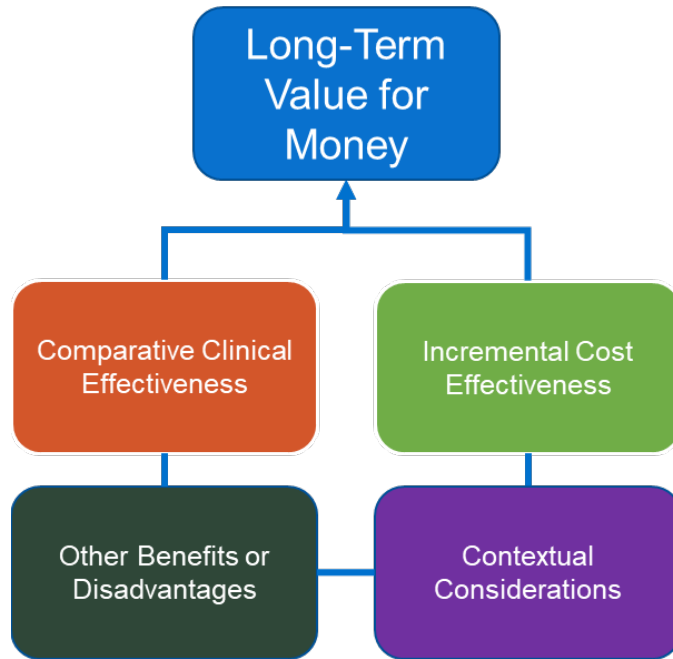 Long-Term
Value for
Money
Comparative Clinical
Effectiveness
Incremental Cost
Effectiveness
Other Benefits or
Disadvantages
Contextual
Considerations